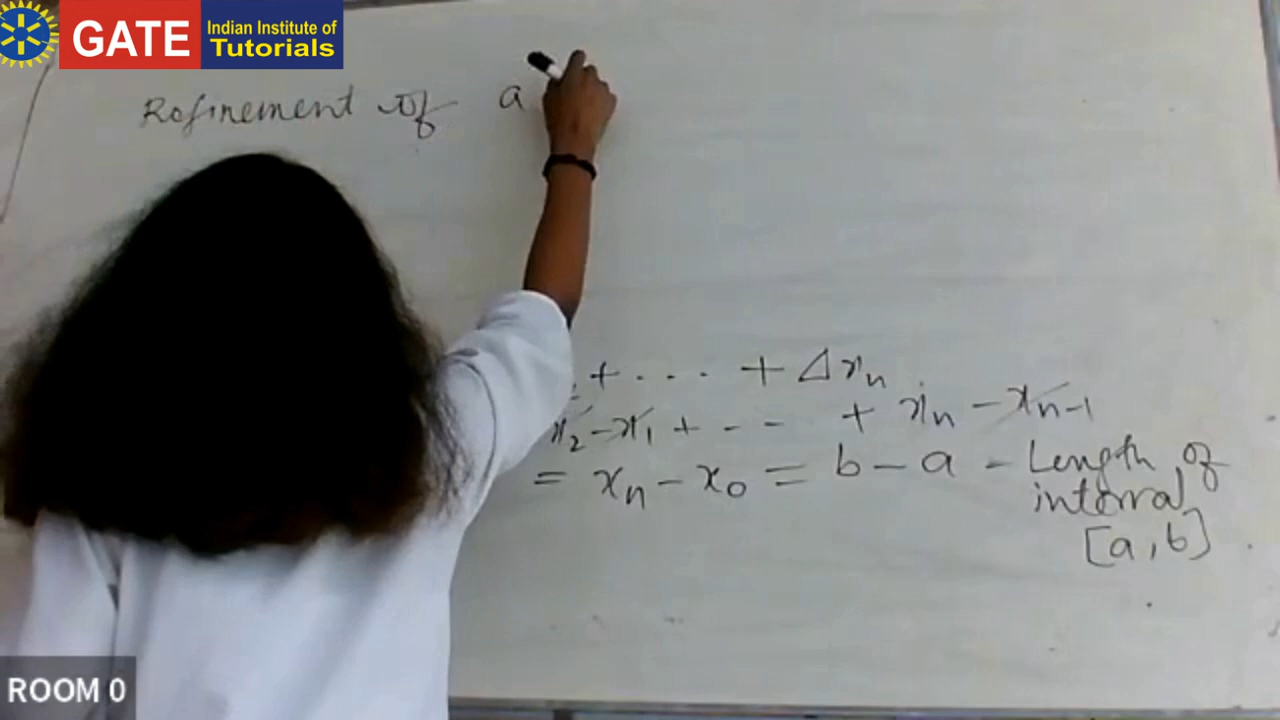 GATE
Indian Institute of
Tutorials
Refinement of a
+ . . . + Δxn
x2 - x1 + - - - + xn - xn-1
= xn - x0 = b - a - Length of
interval
[a, b]
ROOM 0